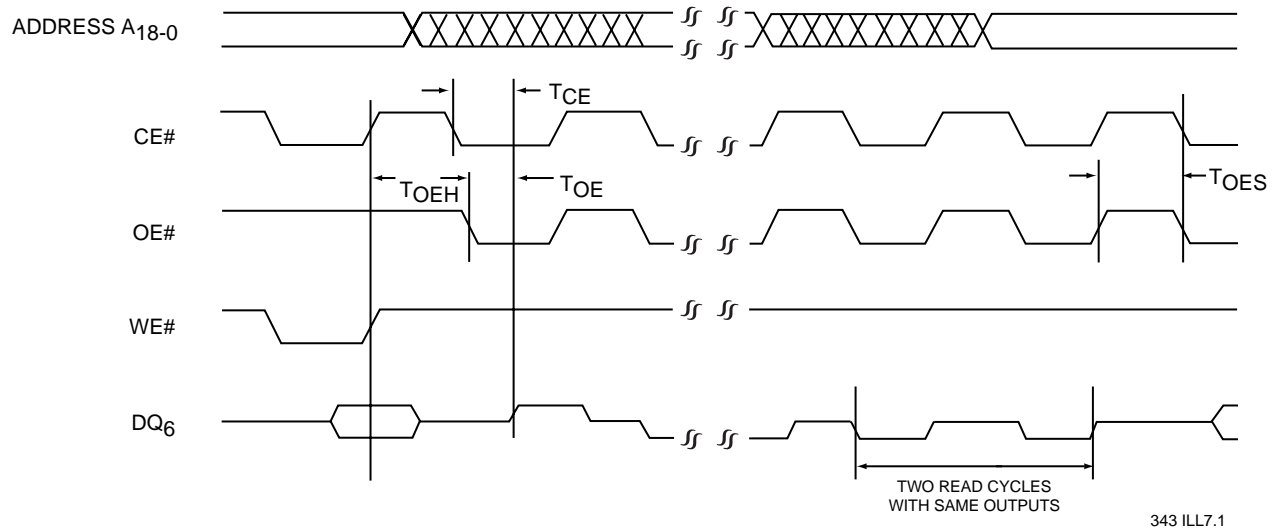 ADDRESS A18-0
TCE
CE#
TOEH
TOE
TOES
OE#
WE#
DQ6
TWO READ CYCLES
WITH SAME OUTPUTS
343 ILL7.1